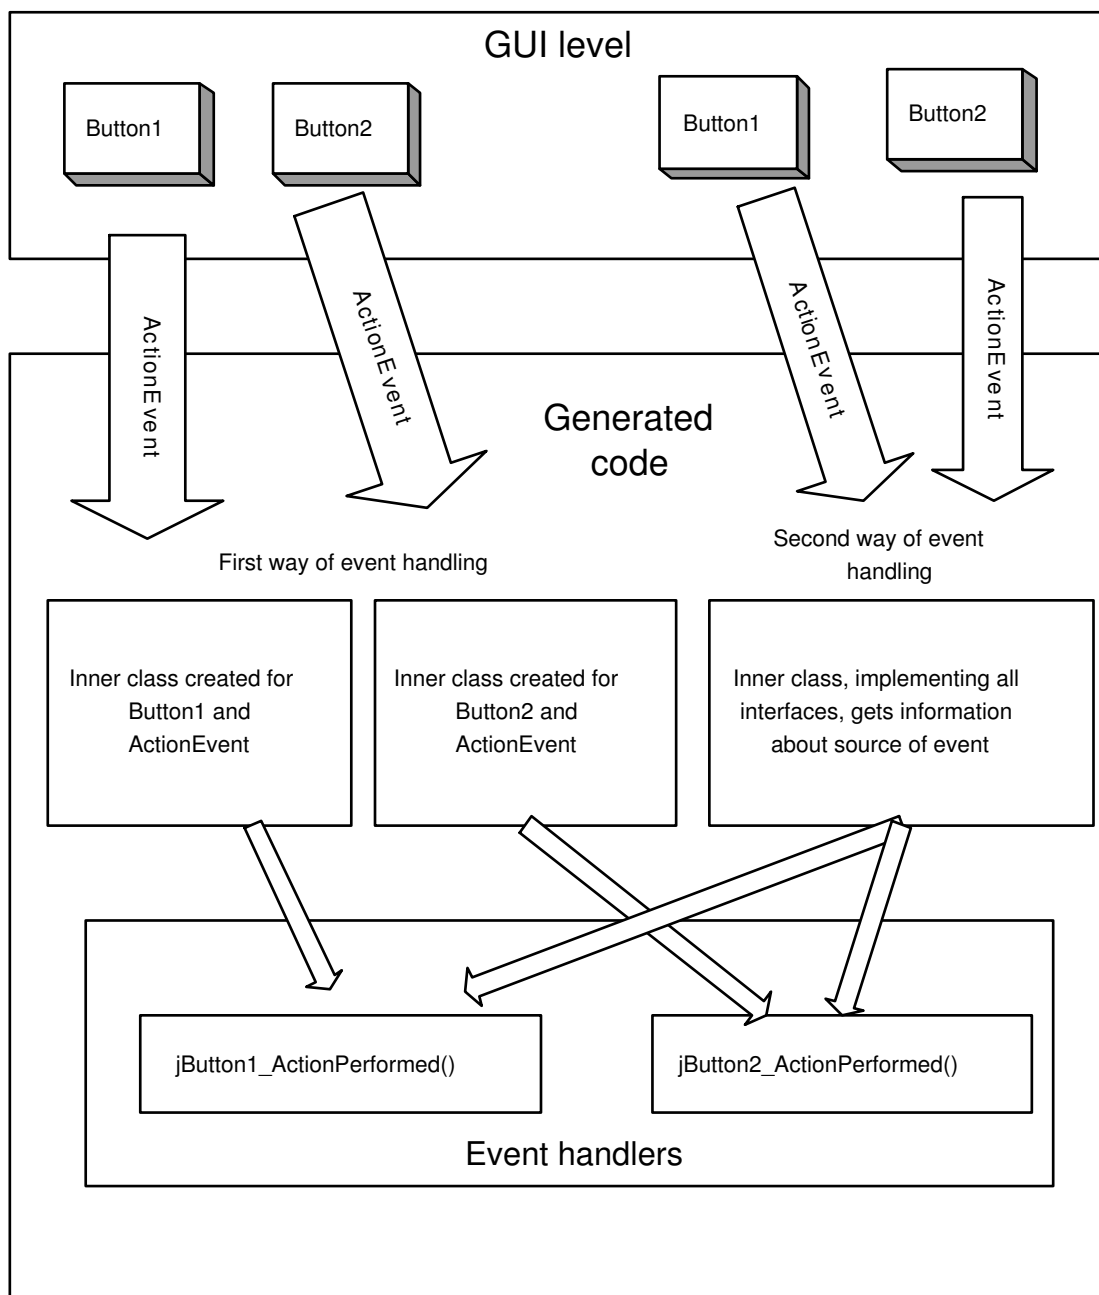 GUI level
Button1
Button2
Button1
Button2
ActionEvent
ActionEvent
ActionEvent
ActionEvent
Generated
code
First way of event handling
Second way of event
handling
Inner class created for
Button1 and
ActionEvent
Inner class created for
Button2 and
ActionEvent
Inner class, implementing all
interfaces, gets information
about source of event
jButton1_ActionPerformed()
jButton2_ActionPerformed()
Event handlers